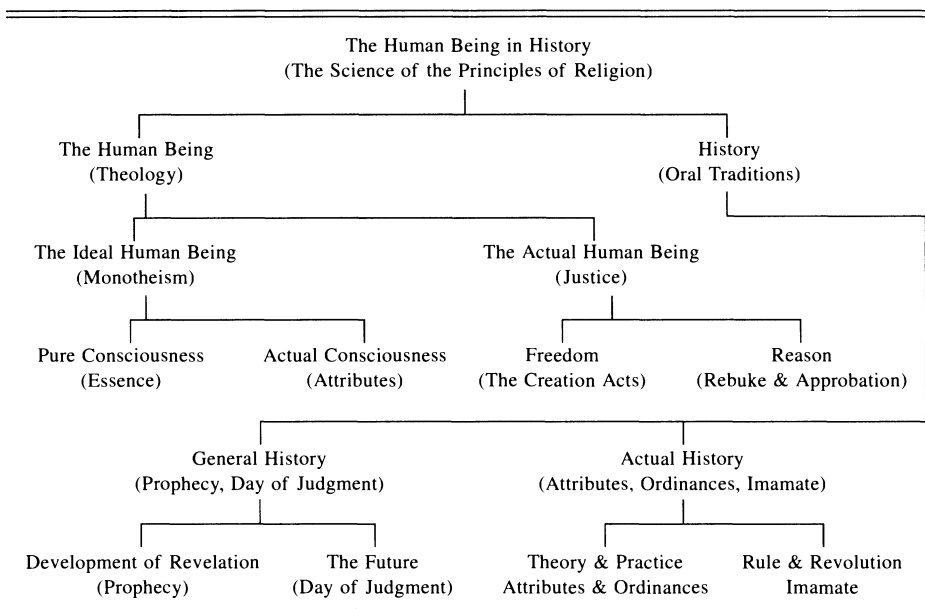 The Human Being in History
(The Science of the Principles of Religion)
The Human Being
(Theology)
History
(Oral Traditions)
The Ideal Human Being
(Monotheism)
The Actual Human Being
(Justice)
Pure Consciousness
(Essence)
Actual Consciousness
(Attributes)
Freedom
(The Creation Acts)
Reason
(Rebuke & Approbation)
General History
(Prophecy, Day of Judgment)
Actual History
(Attributes, Ordinances, Imamate)
Development of Revelation
(Prophecy)
The Future
(Day of Judgment)
Theory & Practice
Attributes & Ordinances
Rule & Revolution
Imamate